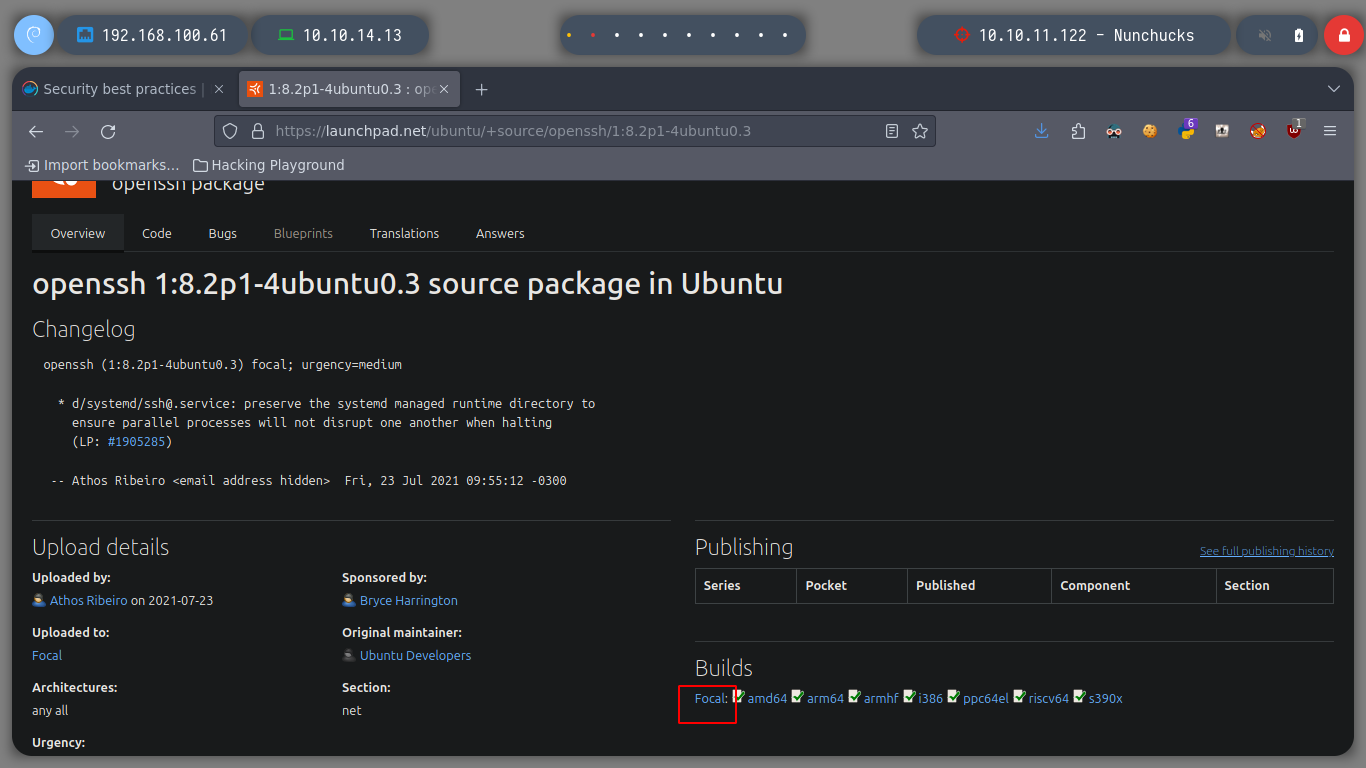 192.168.100.61
10.10.14.13
10.10.11.122 - Nunchucks
Security best practices |
1:8.2p1-4ubuntu0.3 : ope
https://launchpad.net/ubuntu/+source/openssh/1:8.2p1-4ubuntu0.3
6
1
Import bookmarks...
Hacking Playground
openssh package
Overview
Code
Bugs
Blueprints
Translations
Answers
openssh 1:8.2p1-4ubuntu0.3 source package in Ubuntu
Changelog
openssh (1:8.2p1-4ubuntu0.3) focal; urgency=medium
* d/systemd/ssh@.service: preserve the systemd managed runtime directory to
ensure parallel processes will not disrupt one another when halting
(LP: #1905285)
-- Athos Ribeiro <email address hidden>  Fri, 23 Jul 2021 09:55:12 -0300
Upload details
Uploaded by:
Athos Ribeiro on 2021-07-23
Sponsored by:
Bryce Harrington
Uploaded to:
Focal
Original maintainer:
Ubuntu Developers
Architectures:
any all
Section:
net
Urgency:
Publishing
See full publishing history
Series Pocket Published Component Section
Builds
Focal: amd64 arm64 armhf i386 ppc64el riscv64 s390x